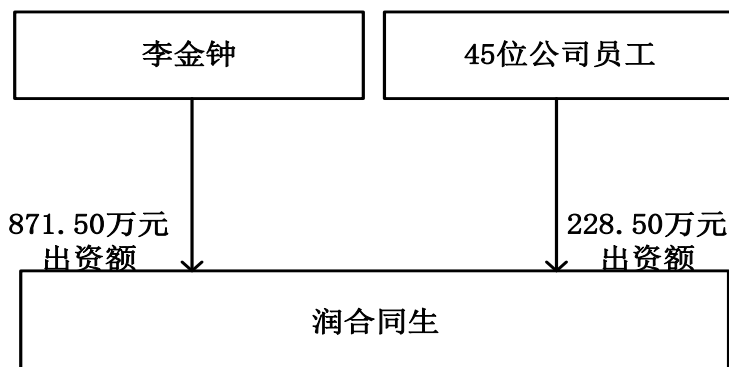 李金钟
45位公司员工
871.50万元
出资额
228.50万元
出资额
润合同生